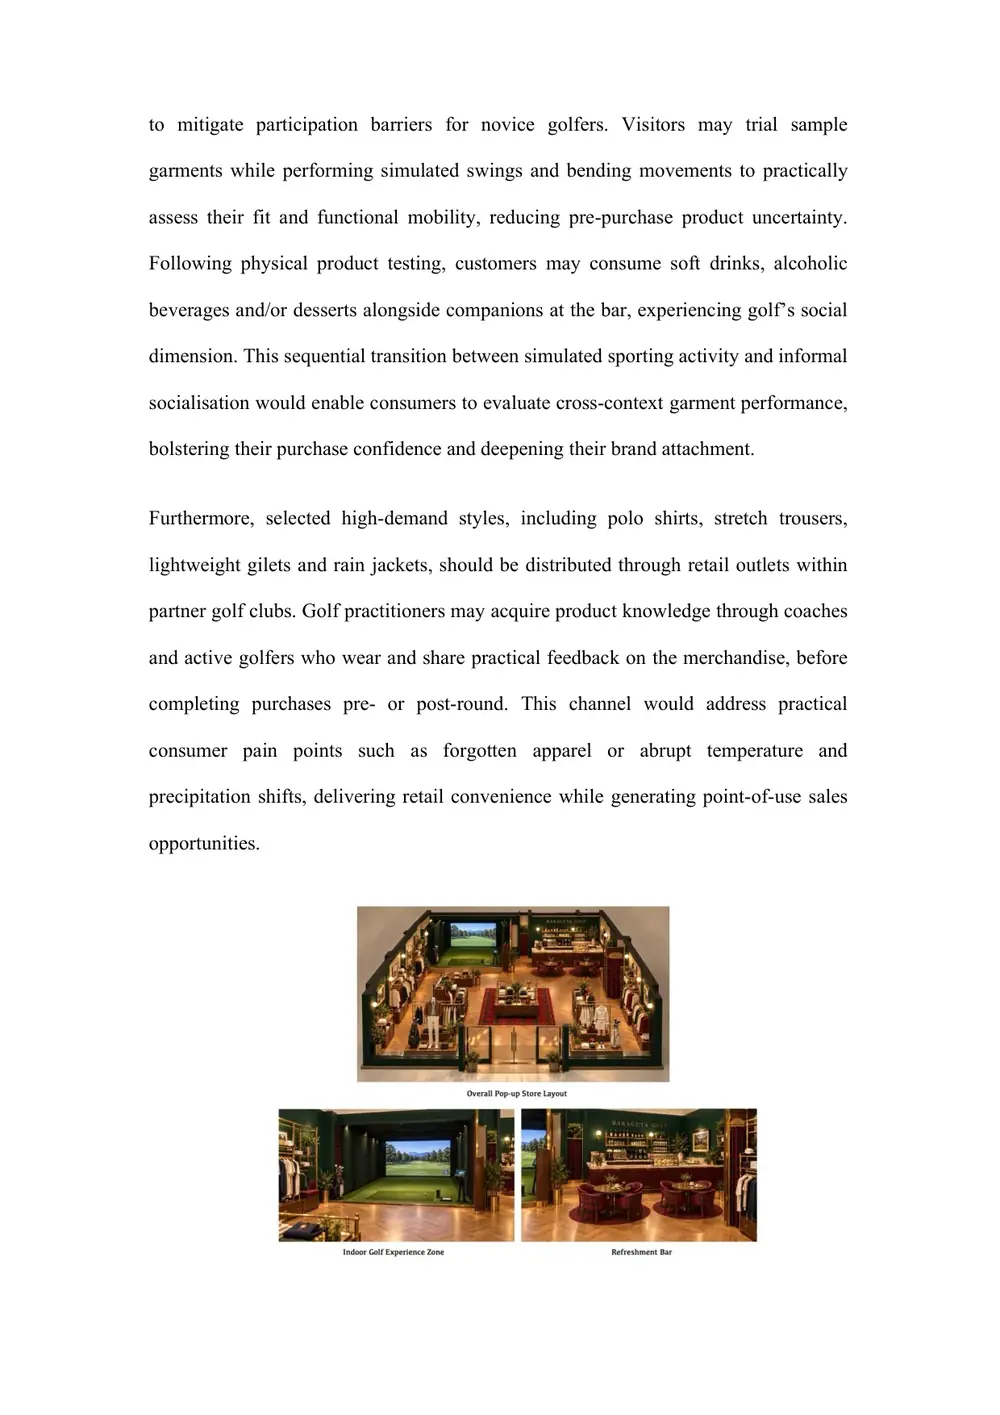 to mitigate participation barriers for novice golfers. Visitors may trial sample
garments while performing simulated swings and bending movements to practically
assess their fit and functional mobility, reducing pre-purchase product uncertainty.
Following physical product testing, customers may consume soft drinks, alcoholic
beverages and/or desserts alongside companions at the bar, experiencing golf’s social
dimension. This sequential transition between simulated sporting activity and informal
socialisation would enable consumers to evaluate cross-context garment performance,
bolstering their purchase confidence and deepening their brand attachment.
Furthermore, selected high-demand styles, including polo shirts, stretch trousers,
lightweight gilets and rain jackets, should be distributed through retail outlets within
partner golf clubs. Golf practitioners may acquire product knowledge through coaches
and active golfers who wear and share practical feedback on the merchandise, before
completing purchases pre- or post-round. This channel would address practical
consumer pain points such as forgotten apparel or abrupt temperature and
precipitation shifts, delivering retail convenience while generating point-of-use sales
opportunities.
BARACUTA GOLF
Overall Pop-up Store Layout
BARACUTA GOLF
Indoor Golf Experience Zone
Refreshment Bar